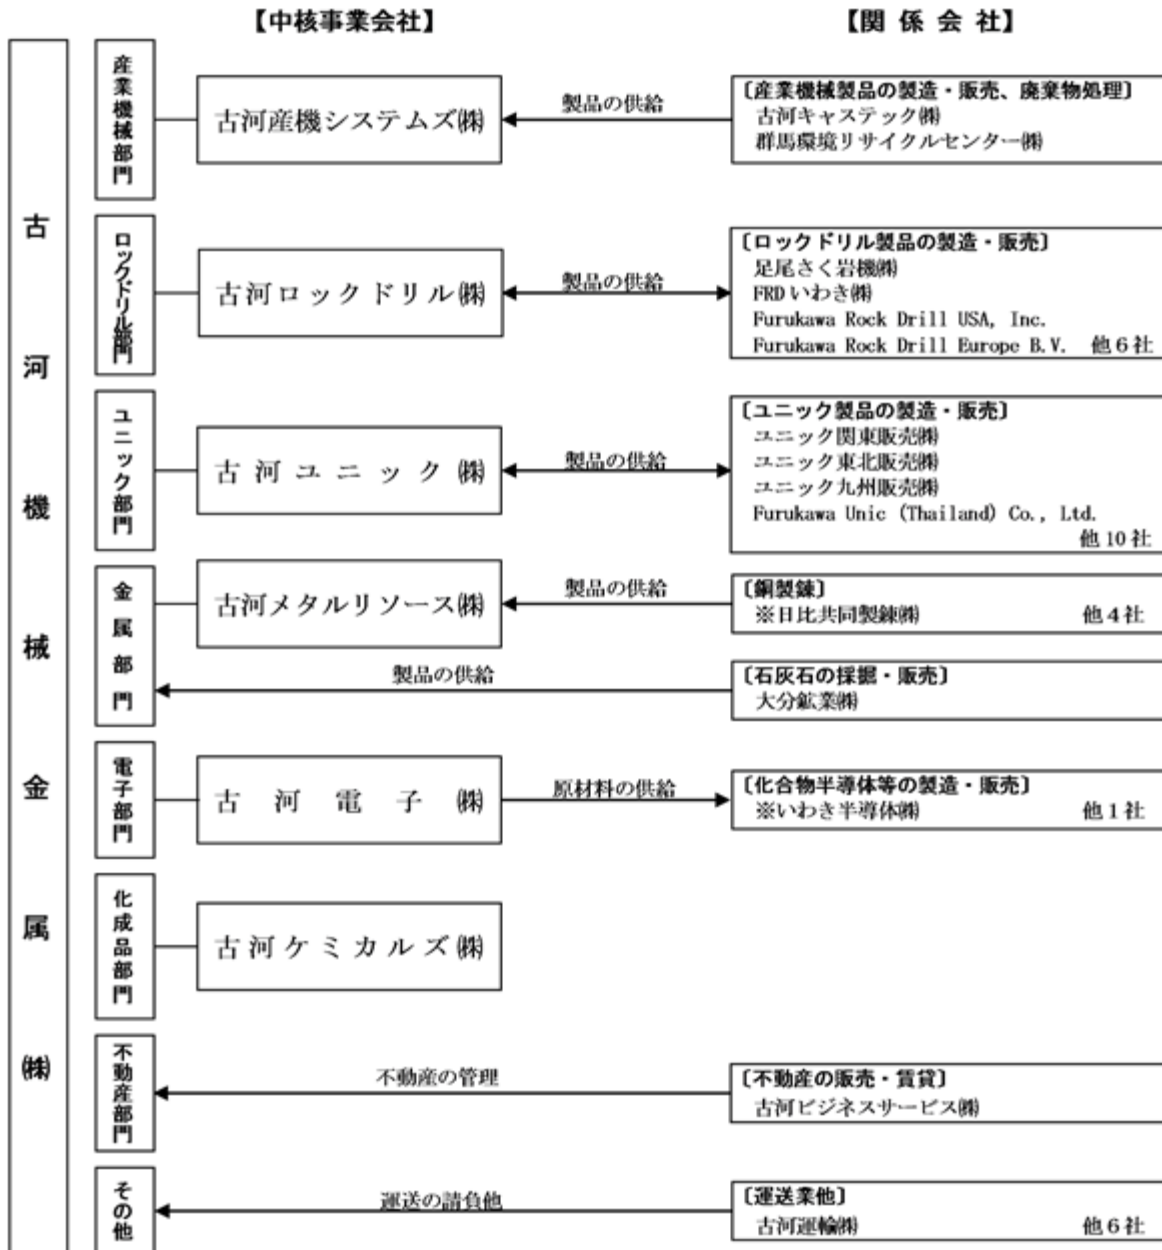 【中核事業会社】
【関 係 会 社】
古河機械金属㈱
産業機械部門
古河産機システムズ㈱
製品の供給
〔産業機械製品の製造・販売、廃棄物処理〕
古河キャステック㈱
群馬環境リサイクルセンター㈱
ロックドリル部門
古河ロックドリル㈱
製品の供給
〔ロックドリル製品の製造・販売〕
足尾さく岩機㈱
FRDいわき㈱
Furukawa Rock Drill USA, Inc.
Furukawa Rock Drill Europe B.V. 他6社
ユニック部門
古河ユニック㈱
製品の供給
〔ユニック製品の製造・販売〕
ユニック関東販売㈱
ユニック東北販売㈱
ユニック九州販売㈱
Furukawa Unic (Thailand) Co., Ltd.
他10社
金属部門
古河メタルリソース㈱
製品の供給
〔銅製錬〕
※日比共同製錬㈱ 他4社
製品の供給
〔石灰石の採掘・販売〕
大分鉱業㈱
電子部門
古河電子㈱
原材料の供給
〔化合物半導体等の製造・販売〕
※いわき半導体㈱ 他1社
化成品部門
古河ケミカルズ㈱
不動産部門
不動産の管理
〔不動産の販売・賃貸〕
古河ビジネスサービス㈱
その他
運送の請負他
〔運送業他〕
古河運輸㈱ 他6社